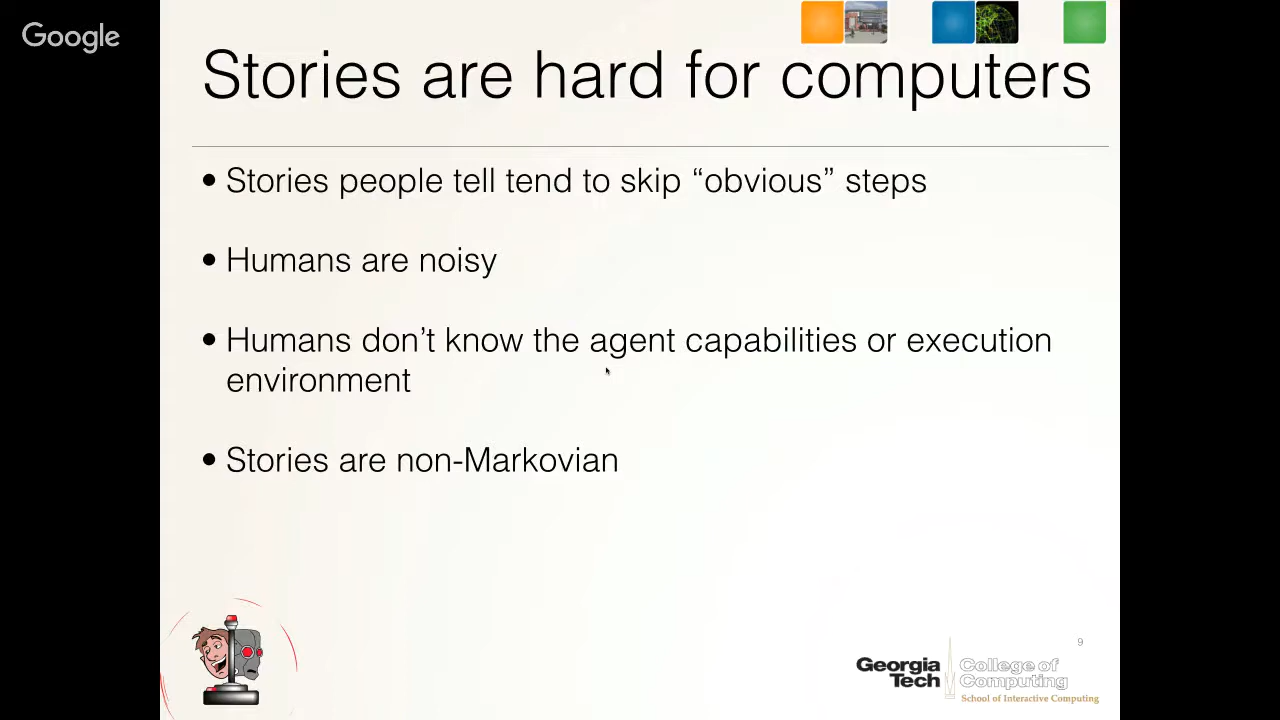 Google
Stories are hard for computers
• Stories people tell tend to skip “obvious” steps
• Humans are noisy
• Humans don’t know the agent capabilities or execution
environment
• Stories are non-Markovian
9
Georgia
Tech
College of
Computing
School of Interactive Computing